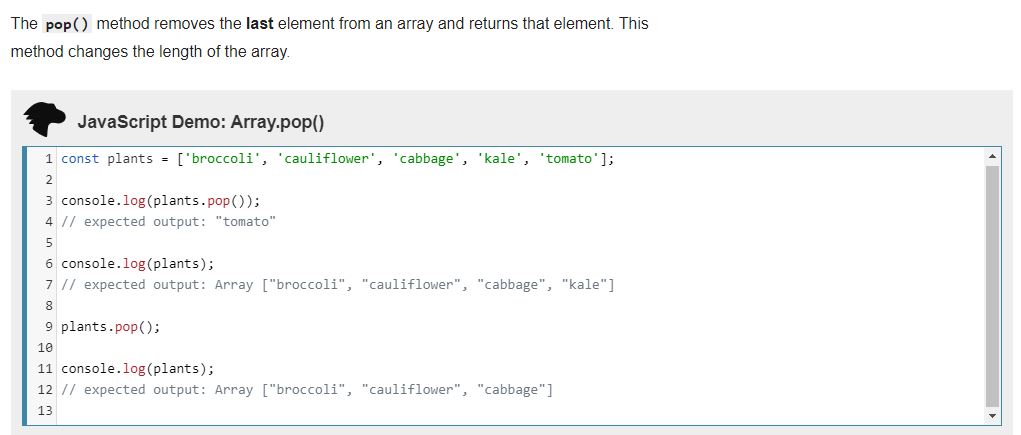 The pop() method removes the last element from an array and returns that element. This
method changes the length of the array.
JavaScript Demo: Array.pop()
1 const plants = ['broccoli', 'cauliflower', 'cabbage', 'kale', 'tomato'];
2
3 console.log(plants.pop());
4 // expected output: "tomato"
5
6 console.log(plants);
7 // expected output: Array ["broccoli", "cauliflower", "cabbage", "kale"]
8
9 plants.pop();
10
11 console.log(plants);
12 // expected output: Array ["broccoli", "cauliflower", "cabbage"]
13